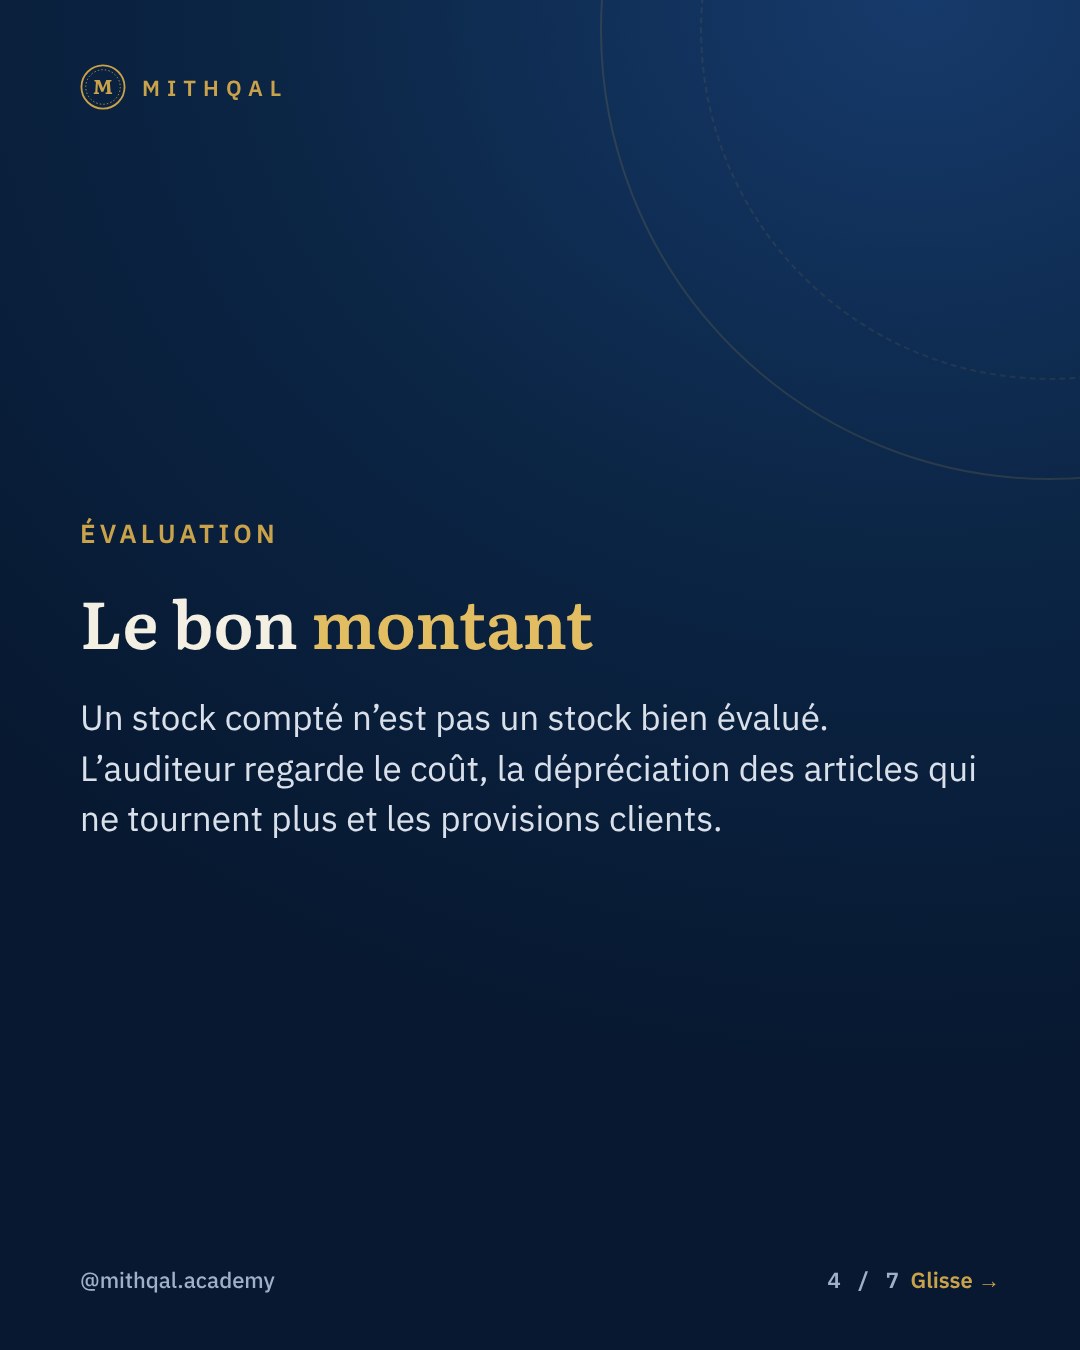 M MITHQAL
ÉVALUATION
Le bon montant
Un stock compté n’est pas un stock bien évalué.
L’auditeur regarde le coût, la dépréciation des articles qui
ne tournent plus et les provisions clients.
@mithqal.academy
4 / 7 Glisse →